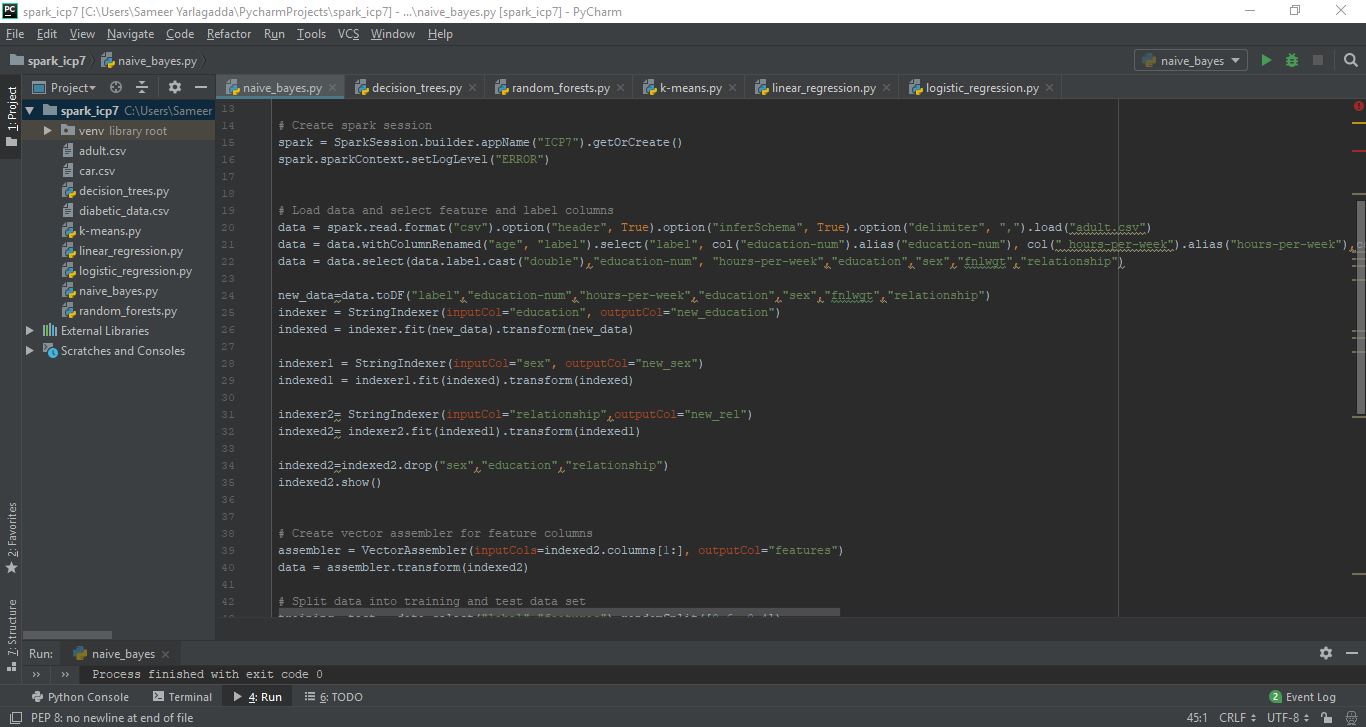 spark_icp7 [C:\Users\Sameer Yarlagadda\PycharmProjects\spark_icp7] - ...\naive_bayes.py [spark_icp7] - PyCharm
File Edit View Navigate Code Refactor Run Tools VCS Window Help
spark_icp7 naive_bayes.py naive_bayes
1: Project
Project
naive_bayes.py decision_trees.py random_forests.py k-means.py linear_regression.py logistic_regression.py
spark_icp7 C:\Users\Sameer
venv library root
adult.csv
car.csv
decision_trees.py
diabetic_data.csv
k-means.py
linear_regression.py
logistic_regression.py
naive_bayes.py
random_forests.py
External Libraries
Scratches and Consoles
13
14 # Create spark session
15 spark = SparkSession.builder.appName("ICP7").getOrCreate()
16 spark.sparkContext.setLogLevel("ERROR")
17
18
19 # Load data and select feature and label columns
20 data = spark.read.format("csv").option("header", True).option("inferSchema", True).option("delimiter", ",").load("adult.csv")
21 data = data.withColumnRenamed("age", "label").select("label", col("education-num").alias("education-num"), col(" hours-per-week").alias("hours-per-week"),
22 data = data.select(data.label.cast("double"),"education-num", "hours-per-week","education","sex","fnlwgt","relationship")
23
24 new_data=data.toDF("label","education-num","hours-per-week","education","sex","fnlwgt","relationship")
25 indexer = StringIndexer(inputCol="education", outputCol="new_education")
26 indexed = indexer.fit(new_data).transform(new_data)
27
28 indexer1 = StringIndexer(inputCol="sex", outputCol="new_sex")
29 indexed1 = indexer1.fit(indexed).transform(indexed)
30
31 indexer2= StringIndexer(inputCol="relationship",outputCol="new_rel")
32 indexed2= indexer2.fit(indexed1).transform(indexed1)
33
34 indexed2=indexed2.drop("sex","education","relationship")
35 indexed2.show()
36
37
38 # Create vector assembler for feature columns
39 assembler = VectorAssembler(inputCols=indexed2.columns[1:], outputCol="features")
40 data = assembler.transform(indexed2)
41
42 # Split data into training and test data set
2: Favorites
7: Structure
Run: naive_bayes
Process finished with exit code 0
Python Console Terminal 4: Run 6: TODO 2 Event Log
PEP 8: no newline at end of file 45:1 CRLF UTF-8